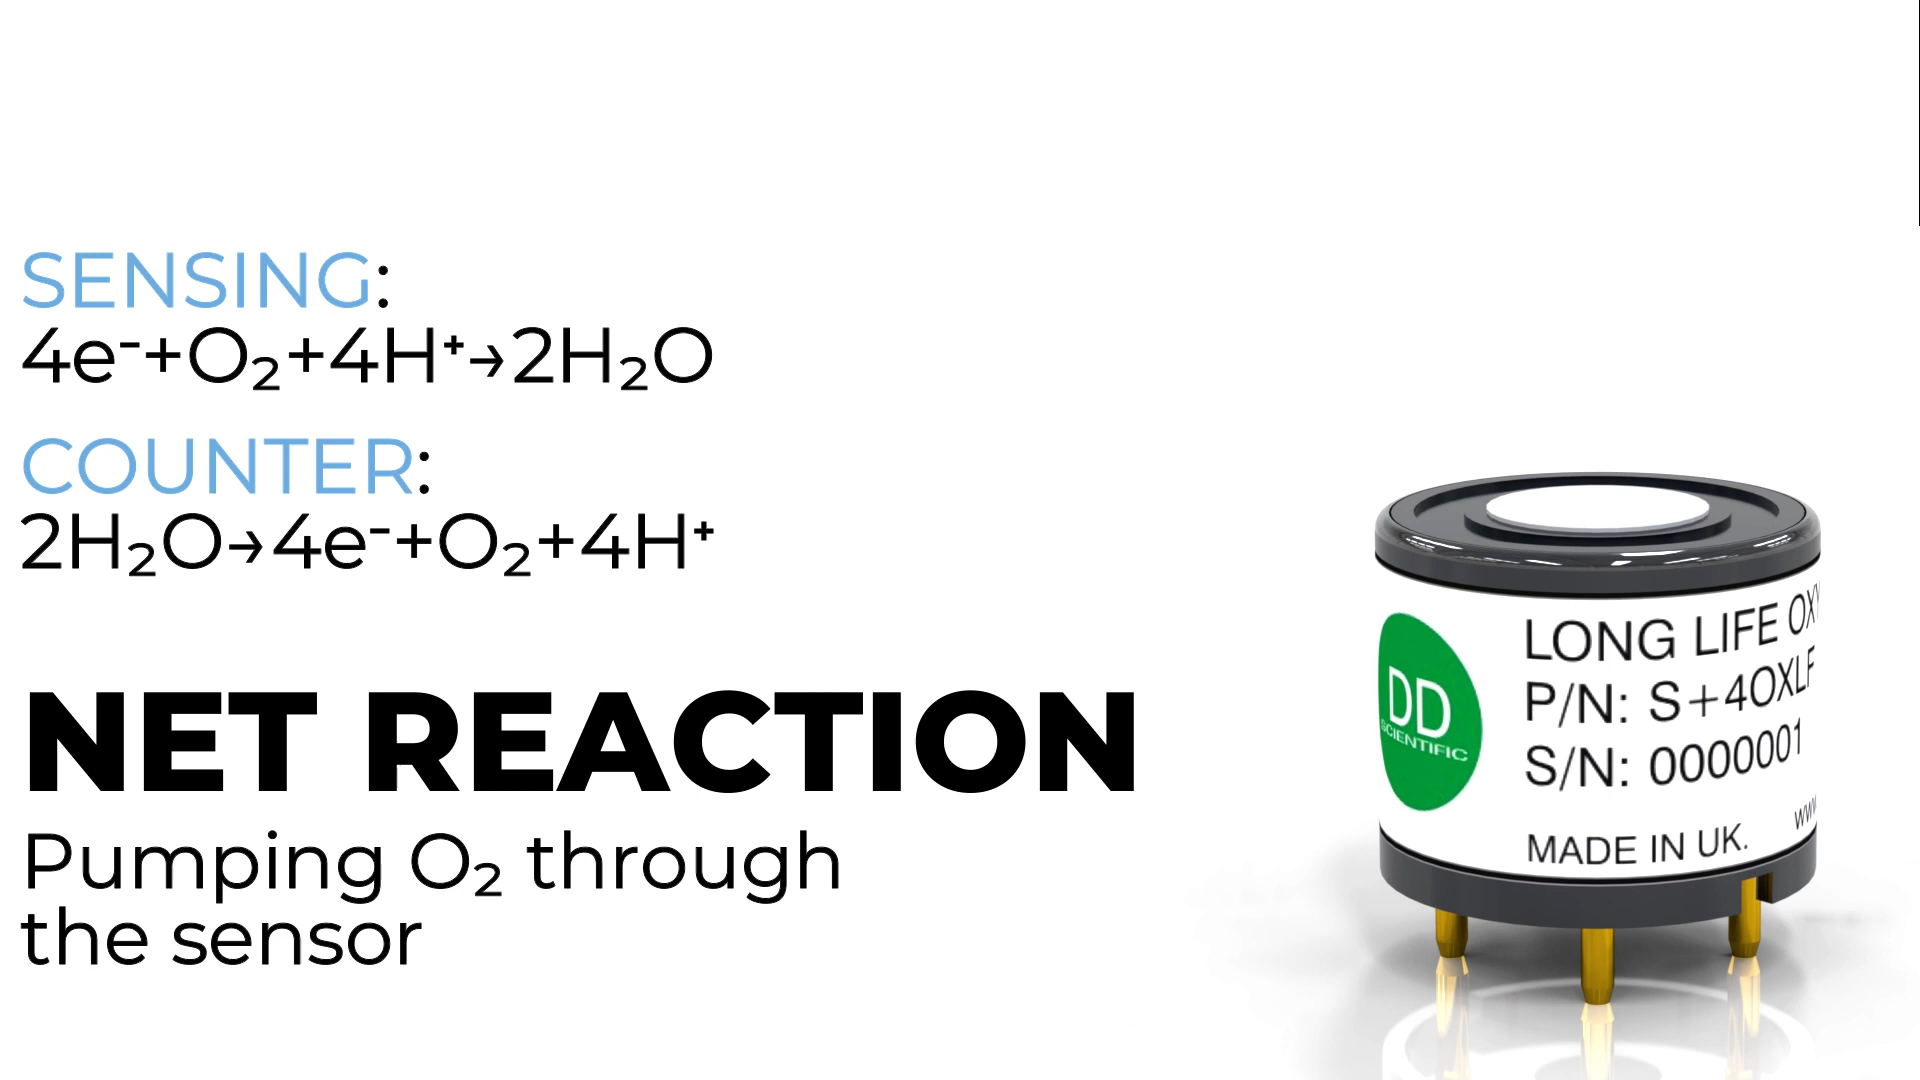 SENSING:
4e⁻+O₂+4H⁺→2H₂O
COUNTER:
2H₂O→4e⁻+O₂+4H⁺
NET REACTION
Pumping O₂ through
the sensor
LONG LIFE
P/N: S+4OXLF
S/N: 0000001
MADE IN UK.
DD
SCIENTIFIC